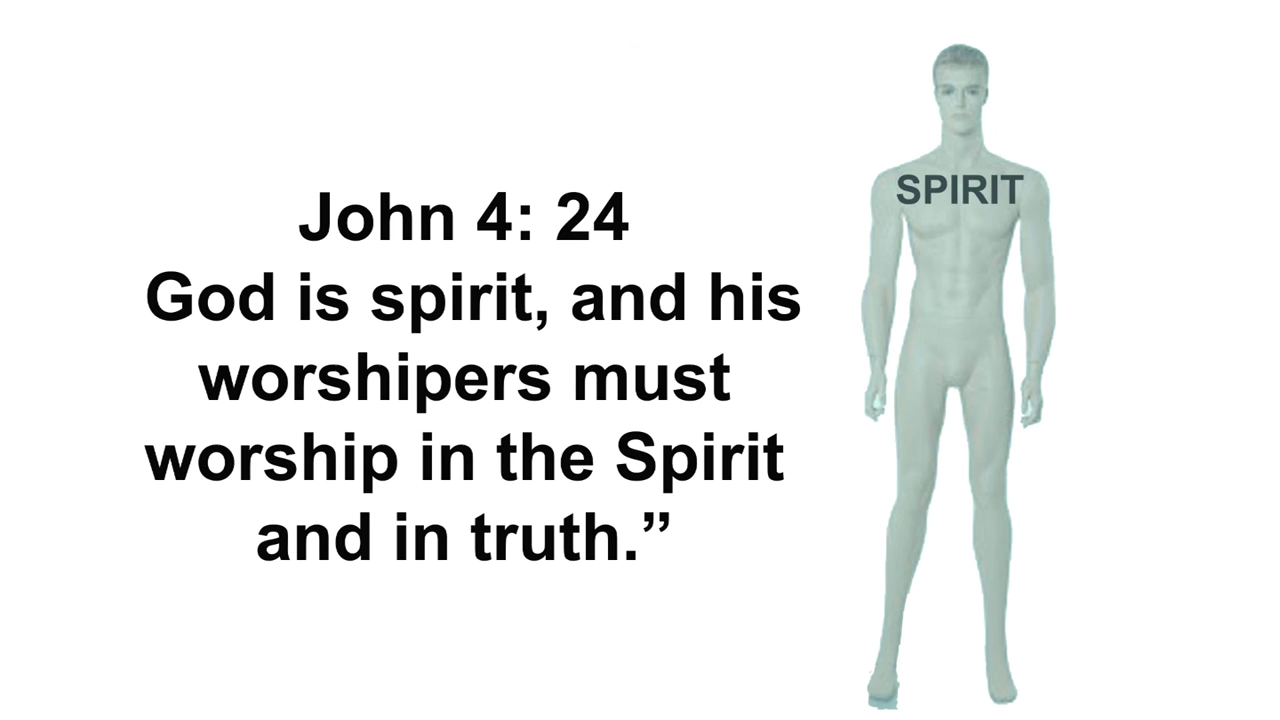 John 4: 24
God is spirit, and his
worshipers must
worship in the Spirit
and in truth.”
SPIRIT